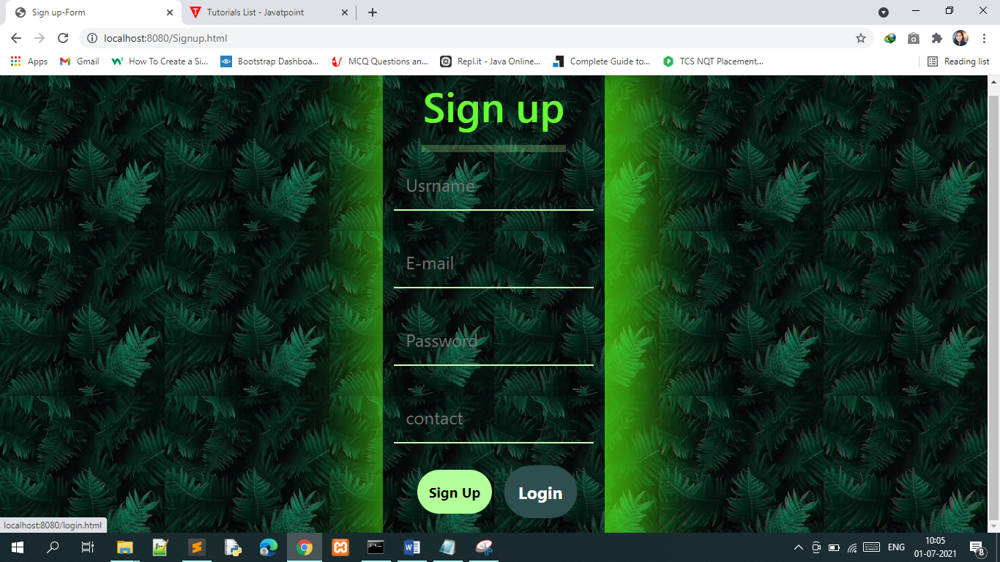 Sign up-Form
Tutorials List - Javatpoint
localhost:8080/Signup.html
Apps
Gmail
How To Create a Si...
Bootstrap Dashboa...
MCQ Questions an...
Repl.it - Java Online...
Complete Guide to...
TCS NQT Placement...
Reading list
Sign up
Usrname
E-mail
Password
contact
Sign Up
Login
localhost:8080/login.html
ENG
10:05
01-07-2021
8